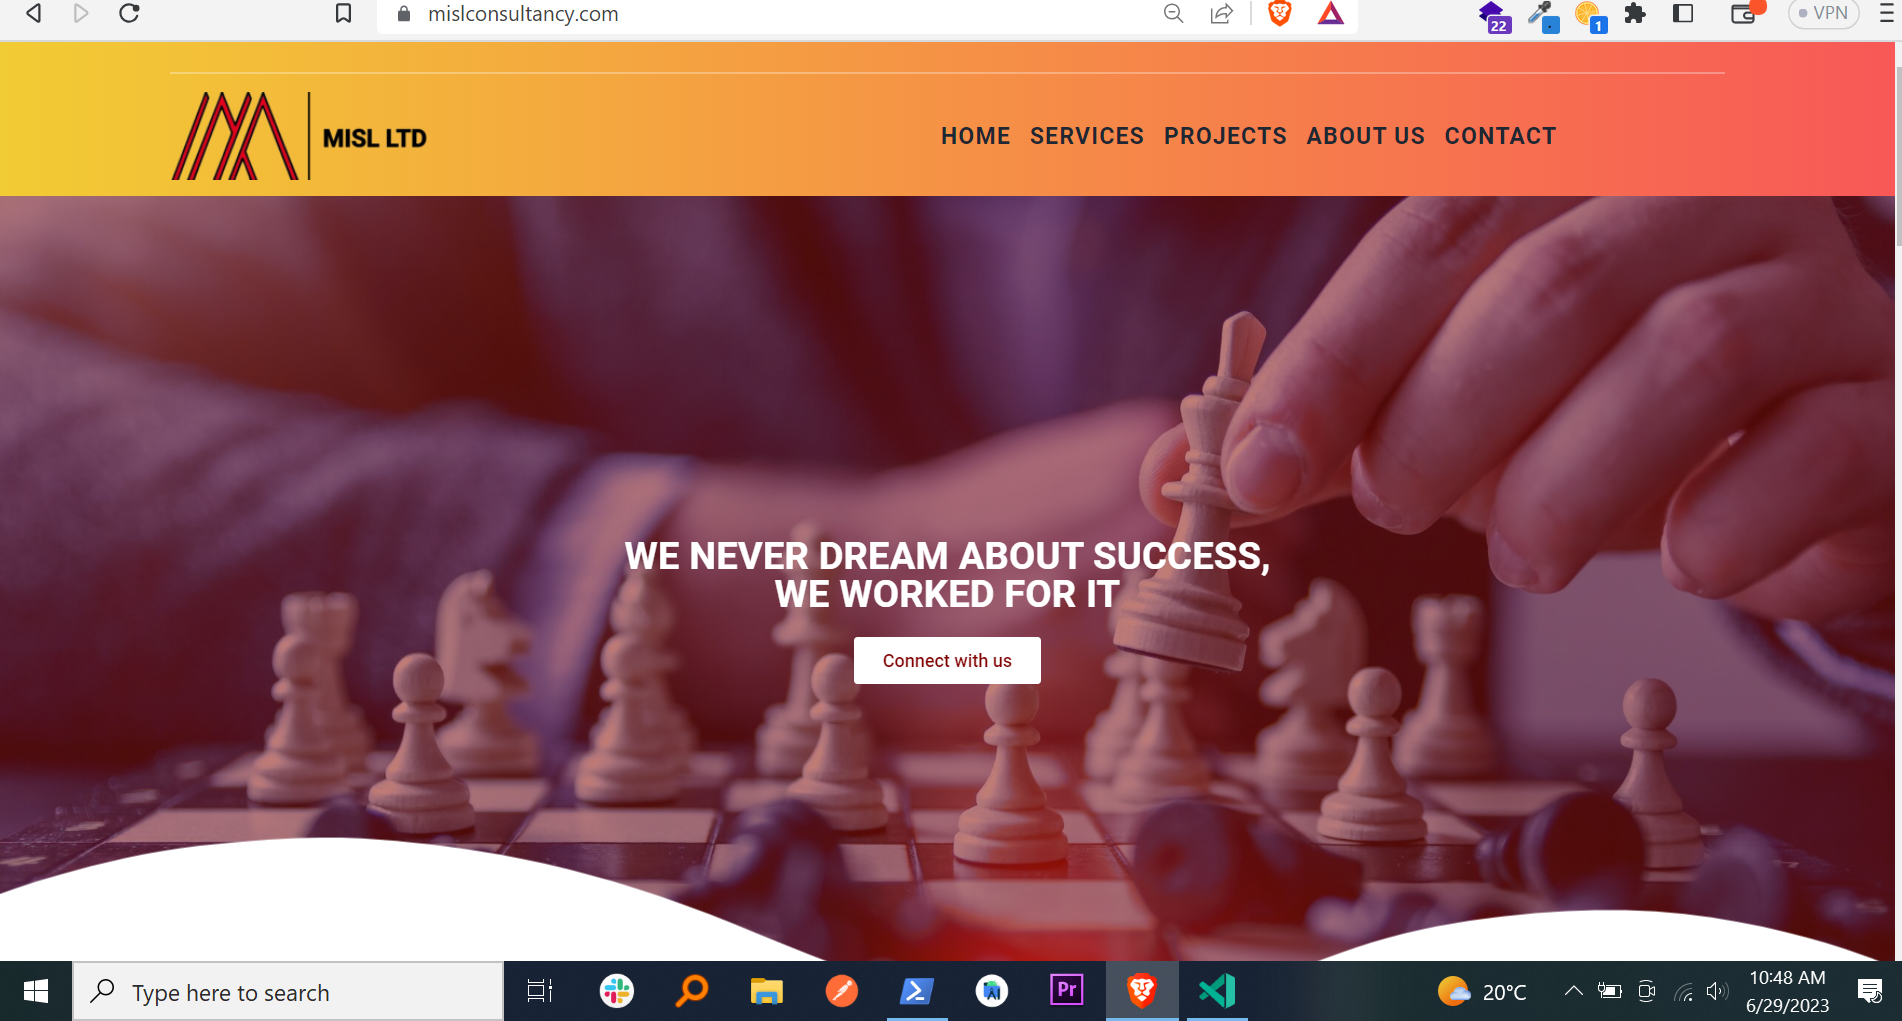 mislconsultancy.com
22
1
VPN
MISL LTD
HOME SERVICES PROJECTS ABOUT US CONTACT
WE NEVER DREAM ABOUT SUCCESS,
WE WORKED FOR IT
Connect with us
Type here to search
Pr
20°C
10:48 AM
6/29/2023